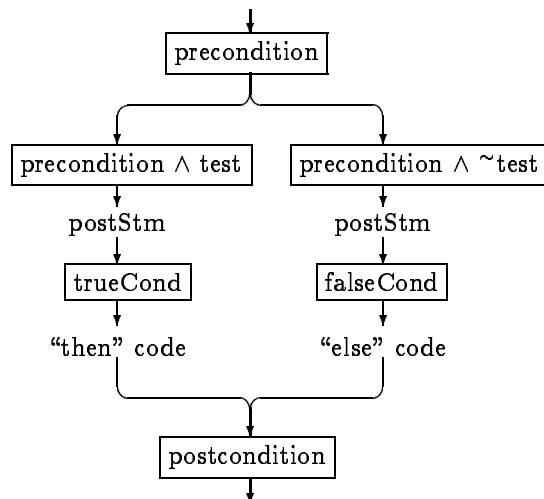 precondition
precondition ∧ test
precondition ∧ ~test
postStm
postStm
trueCond
falseCond
“then” code
“else” code
postcondition